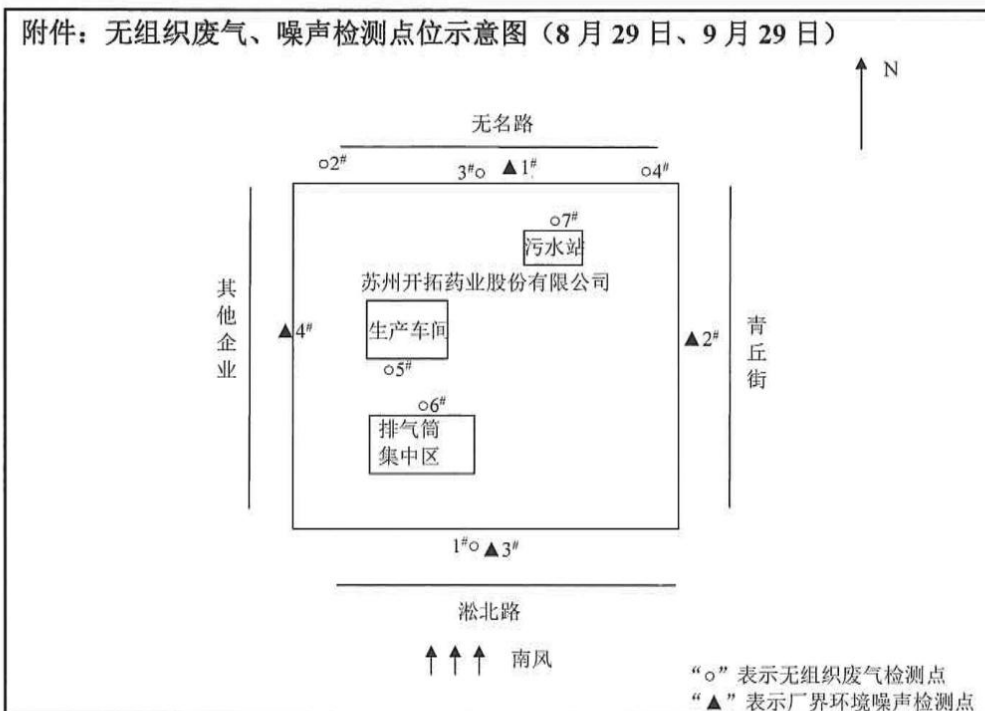 附件：无组织废气、噪声检测点位示意图（8 月 29 日、9 月 29 日）
N
无名路
○2#
3#○
▲1#
○4#
○7#
污水站
苏州开拓药业股份有限公司
其他企业
▲4#
生产车间
▲2#
青丘街
○5#
○6#
排气筒
集中区
1#○
▲3#
淞北路
南风
“○”表示无组织废气检测点
“▲”表示厂界环境噪声检测点